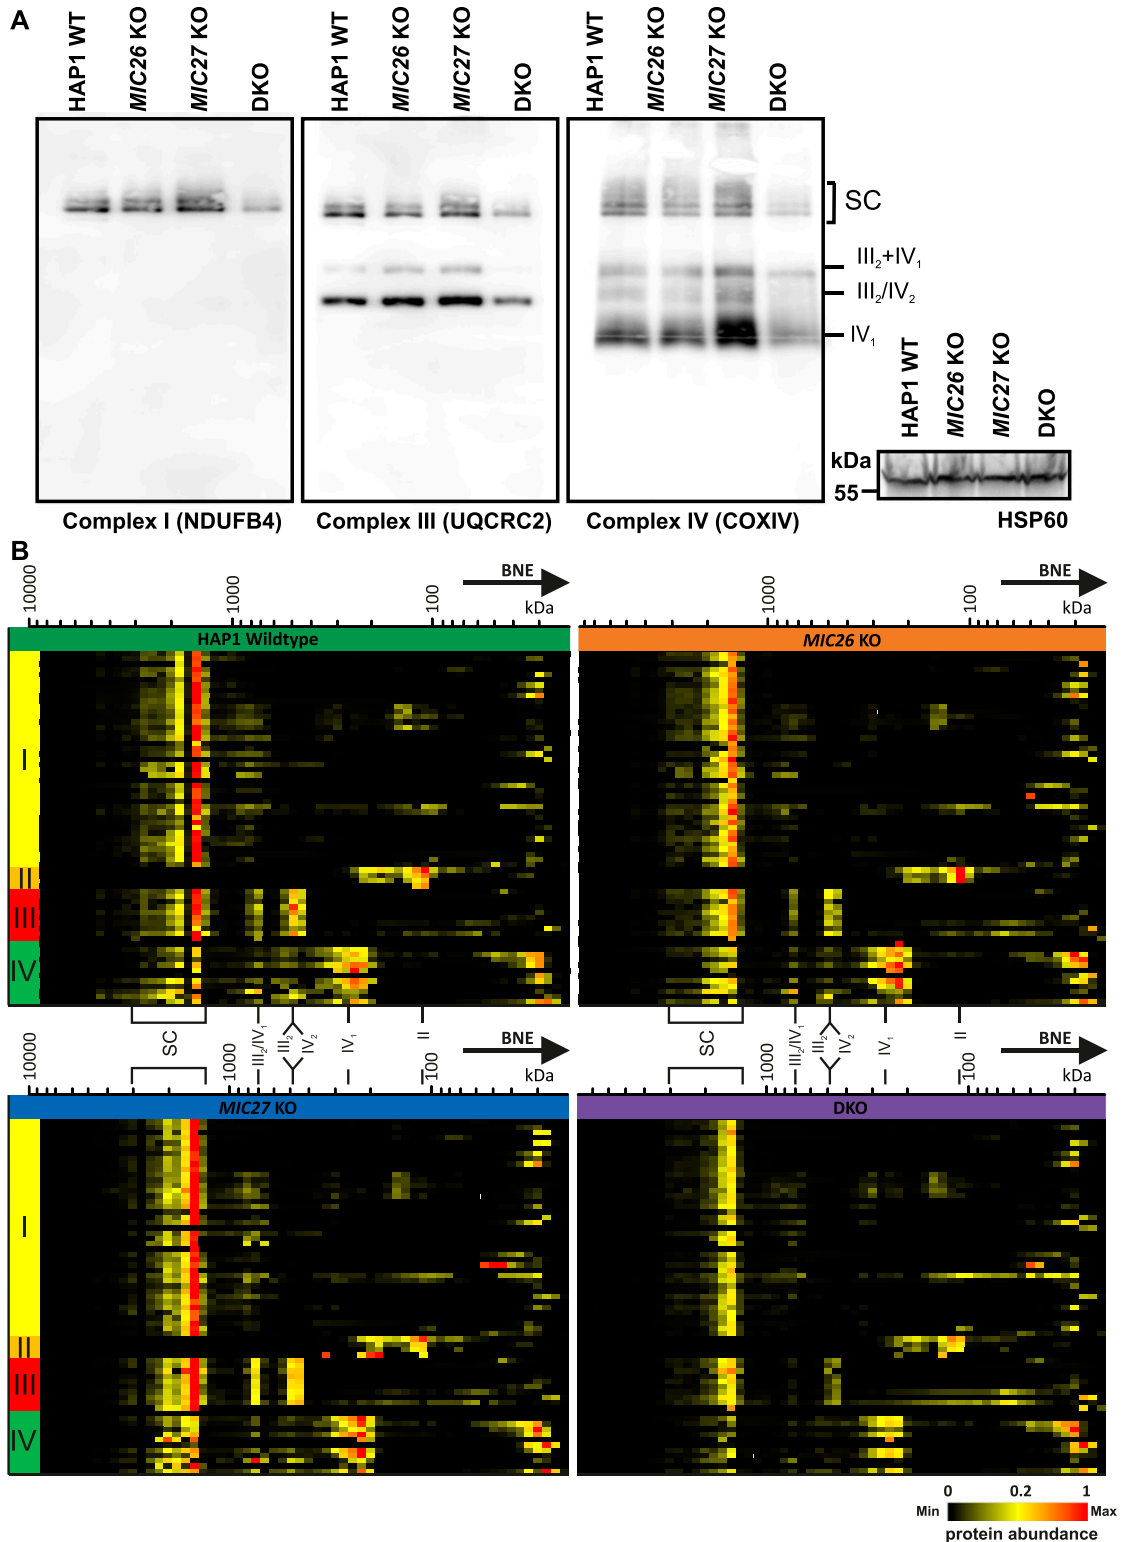 A
HAP1 WT
MIC26 KO
MIC27 KO
DKO
HAP1 WT
MIC26 KO
MIC27 KO
DKO
HAP1 WT
MIC26 KO
MIC27 KO
DKO
SC
III₂+IV₁
III₂/IV₂
IV₁
HAP1 WT
MIC26 KO
MIC27 KO
DKO
kDa
55
Complex I (NDUFB4)
Complex III (UQCRC2)
Complex IV (COXIV)
HSP60
B
10000
1000
100
BNE
kDa
1000
100
BNE
kDa
HAP1 Wildtype
MIC26 KO
I
II
III
IV
SC
III₂/IV₁
III₂
IV₂
IV₁
II
SC
III₂/IV₁
III₂
IV₂
IV₁
II
10000
1000
100
BNE
kDa
1000
100
BNE
kDa
MIC27 KO
DKO
I
II
III
IV
0 0.2 1
Min Max
protein abundance